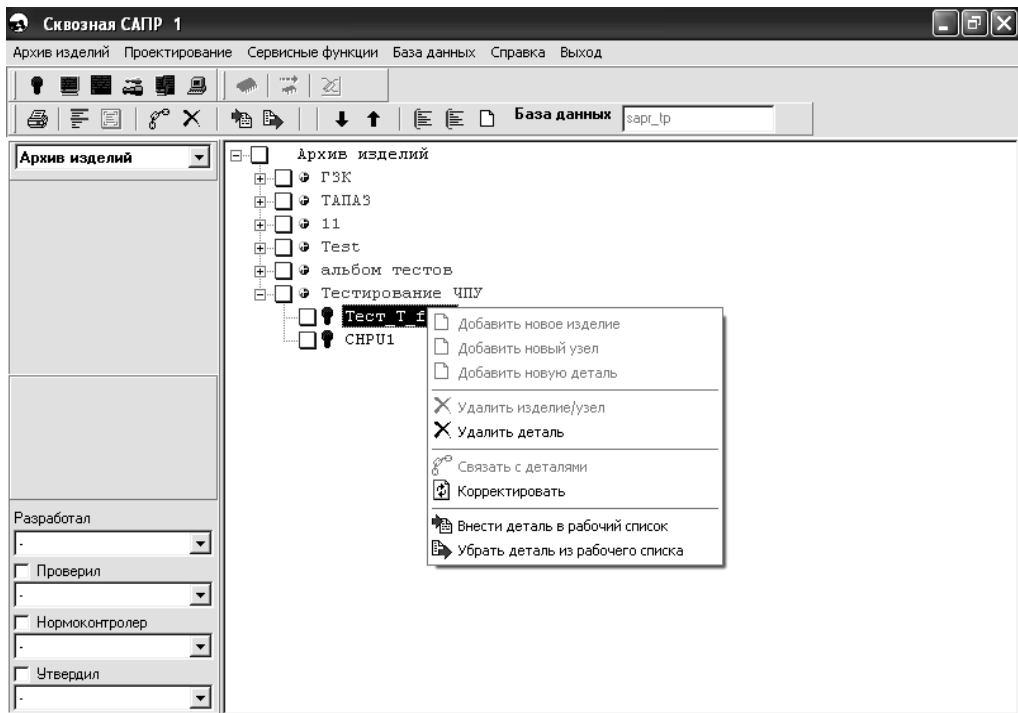 Сквозная САПР 1
Архив изделий Проектирование Сервисные функции База данных Справка Выход
База данных sapr_tp
Архив изделий
Архив изделий
ГЗК
ТАПАЗ
11
Test
альбом тестов
Тестирование ЧПУ
Тест_Т_f
CHPU1
Добавить новое изделие
Добавить новый узел
Добавить новую деталь
Удалить изделие/узел
Удалить деталь
Связать с деталями
Корректировать
Внести деталь в рабочий список
Убрать деталь из рабочего списка
Разработал
-
Проверил
-
Нормоконтролер
-
Утвердил
-